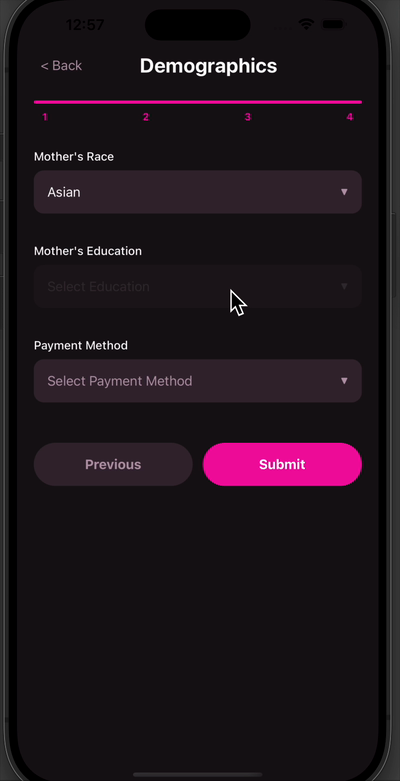 12:57
< Back
Demographics
1 2 3 4
Mother's Race
Asian
Mother's Education
Select Education
Payment Method
Select Payment Method
Previous
Submit